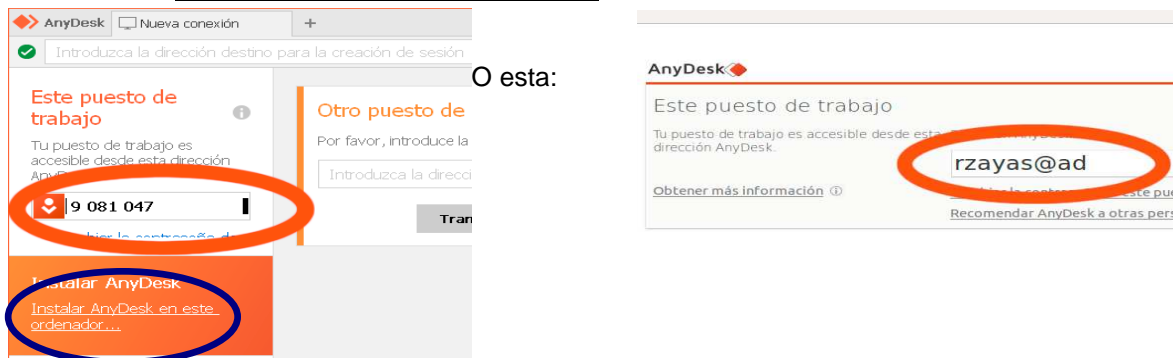 AnyDesk Nueva conexión +
Introduzca la dirección destino para la creación de sesión
Este puesto de
trabajo
Tu puesto de trabajo es
accesible desde esta dirección
9 081 047
Instalar AnyDesk
Instalar AnyDesk en este
ordenador...
Otro puesto de
Por favor, introduce la
Introduzca la direcci
Tran
O esta:
AnyDesk
Este puesto de trabajo
Tu puesto de trabajo es accesible desde esta
dirección AnyDesk.
rzayas@ad
Obtener más información
Recomendar AnyDesk a otras pers